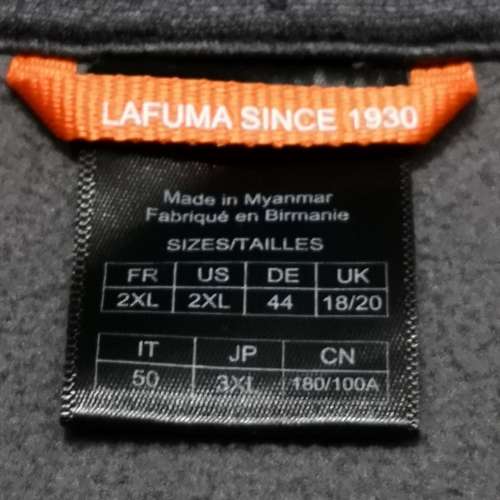 LAFUMA SINCE 1930
Made in Myanmar
Fabriqué en Birmanie
SIZES/TAILLES
FR US DE UK
2XL 2XL 44 18/20
IT JP CN
50 3XL 180/100A